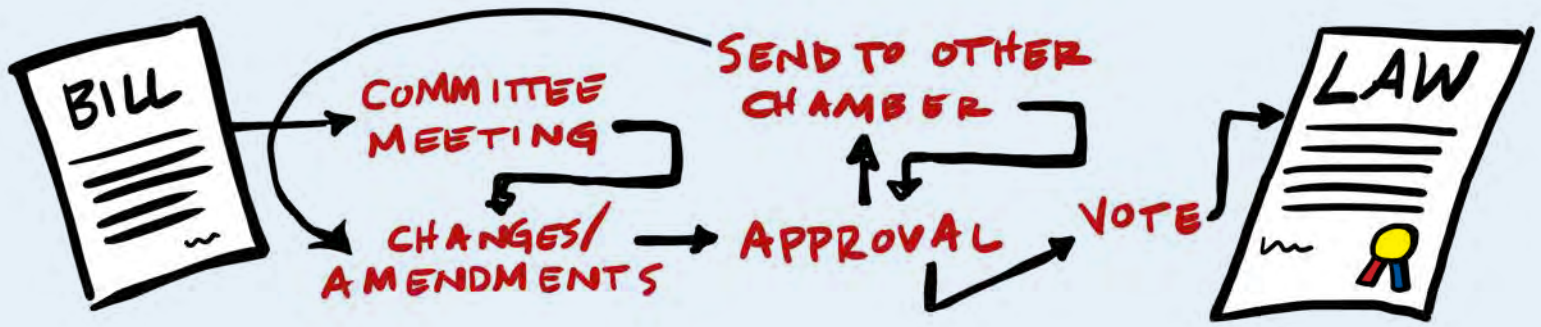 BILL
COMMITTEE
MEETING
CHANGES/
AMENDMENTS
SEND TO OTHER
CHAMBER
APPROVAL
VOTE
LAW